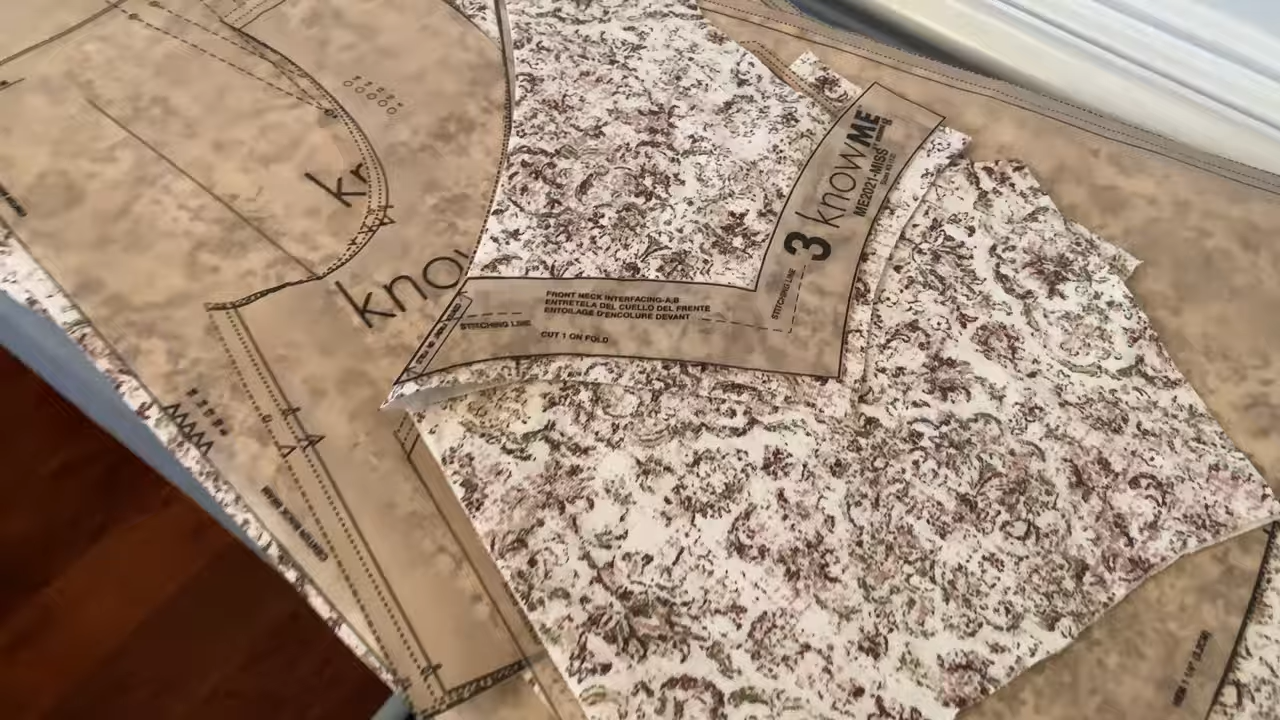 kn
know
3
knowME
ME2021-MISS
STITCHING LINE
FRONT NECK INTERFACING-A,B
ENTRETELA DEL CUELLO DEL FRENTE
ENTOILAGE D'ENCOLURE DEVANT
STITCHING LINE
CUT 1 ON FOLD